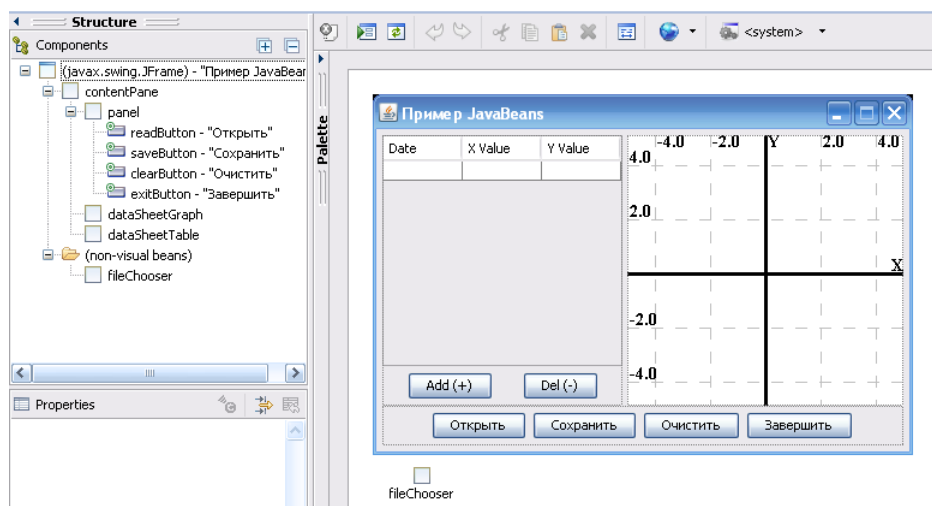 Structure
Components
(javax.swing.JFrame) - "Пример JavaBear
contentPane
panel
readButton - "Открыть"
saveButton - "Сохранить"
clearButton - "Очистить"
exitButton - "Завершить"
dataSheetGraph
dataSheetTable
(non-visual beans)
fileChooser
Properties
Palette
<system>
Пример JavaBeans
Date X Value Y Value
-4.0 -2.0 Y 2.0 4.0
4.0
2.0
X
-2.0
-4.0
Add (+) Del (-)
Открыть Сохранить Очистить Завершить
fileChooser